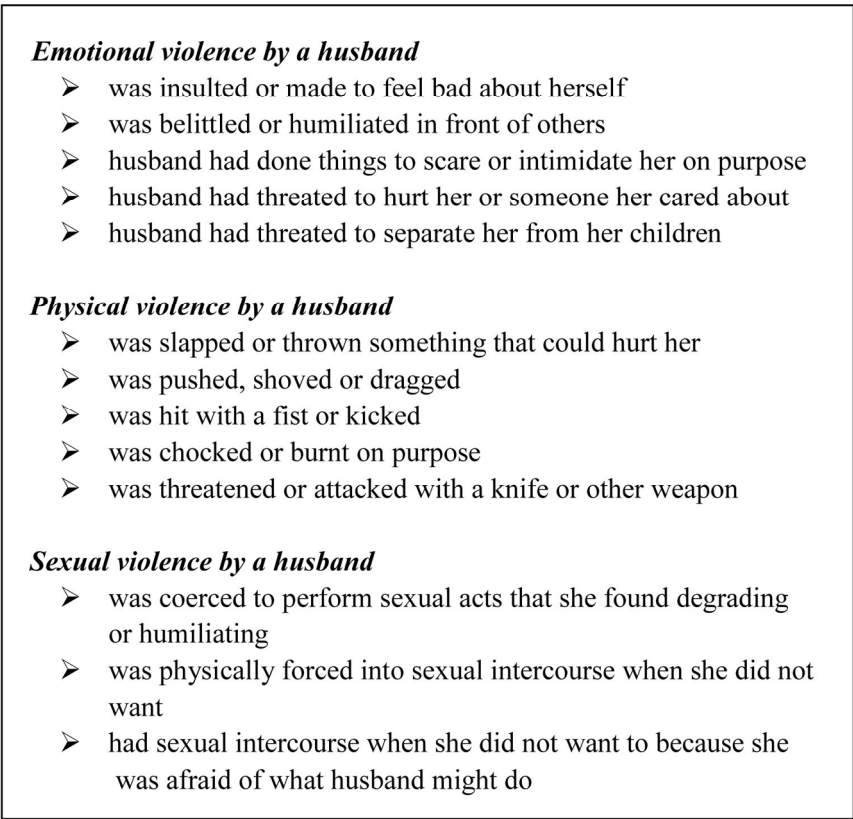 Emotional violence by a husband
➢ was insulted or made to feel bad about herself
➢ was belittled or humiliated in front of others
➢ husband had done things to scare or intimidate her on purpose
➢ husband had threated to hurt her or someone her cared about
➢ husband had threated to separate her from her children
Physical violence by a husband
➢ was slapped or thrown something that could hurt her
➢ was pushed, shoved or dragged
➢ was hit with a fist or kicked
➢ was chocked or burnt on purpose
➢ was threatened or attacked with a knife or other weapon
Sexual violence by a husband
➢ was coerced to perform sexual acts that she found degrading
or humiliating
➢ was physically forced into sexual intercourse when she did not
want
➢ had sexual intercourse when she did not want to because she
was afraid of what husband might do